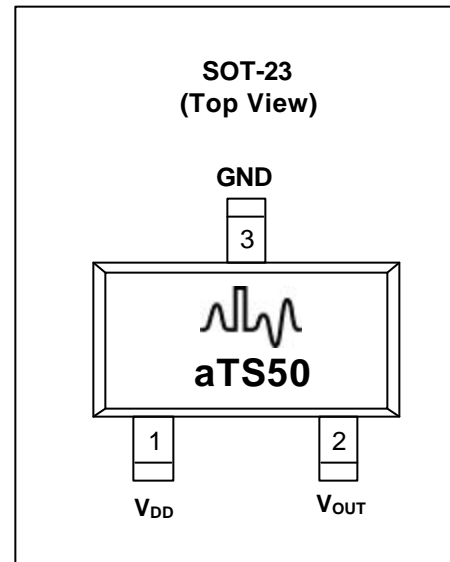 SOT-23
(Top View)
GND
3
aTS50
1 2
VDD VOUT